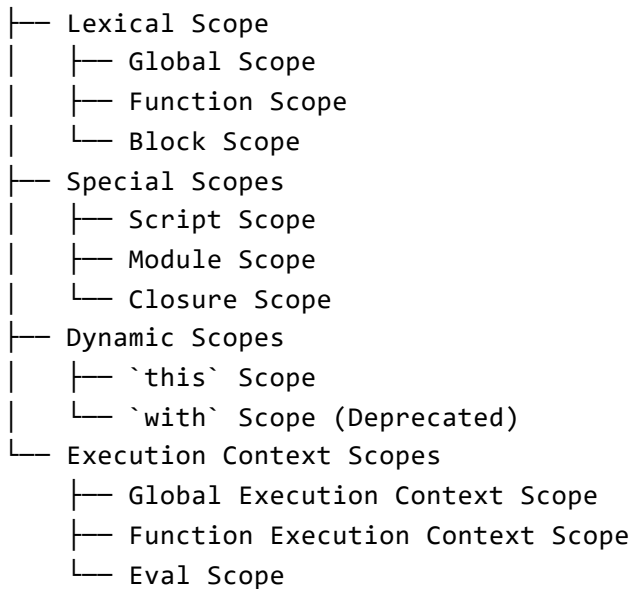 ├── Lexical Scope
│   ├── Global Scope
│   ├── Function Scope
│   └── Block Scope
├── Special Scopes
│   ├── Script Scope
│   ├── Module Scope
│   └── Closure Scope
├── Dynamic Scopes
│   ├── `this` Scope
│   └── `with` Scope (Deprecated)
└── Execution Context Scopes
    ├── Global Execution Context Scope
    ├── Function Execution Context Scope
    └── Eval Scope